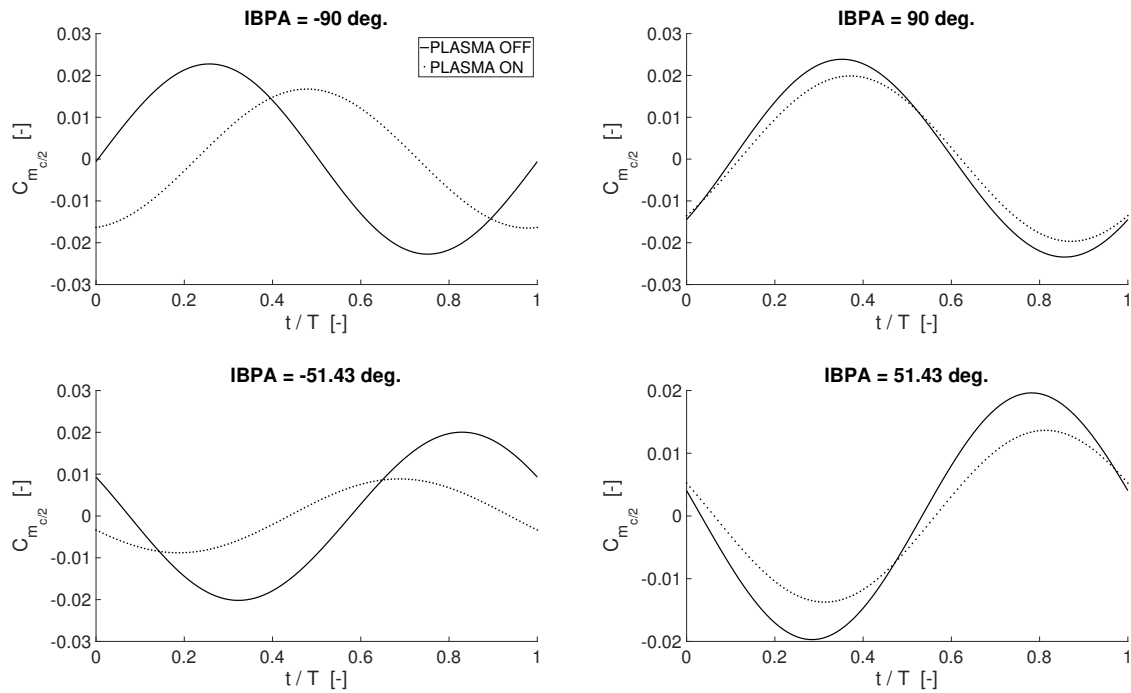 IBPA = -90 deg.
0.03
0.02
0.01
0
-0.01
-0.02
-0.03
C_{m_{c/2}} [-]
PLASMA OFF
PLASMA ON
0 0.2 0.4 0.6 0.8 1
t / T [-]
IBPA = 90 deg.
0.03
0.02
0.01
0
-0.01
-0.02
-0.03
C_{m_{c/2}} [-]
0 0.2 0.4 0.6 0.8 1
t / T [-]
IBPA = -51.43 deg.
0.03
0.02
0.01
0
-0.01
-0.02
-0.03
C_{m_{c/2}} [-]
0 0.2 0.4 0.6 0.8 1
t / T [-]
IBPA = 51.43 deg.
0.02
0.01
0
-0.01
-0.02
C_{m_{c/2}} [-]
0 0.2 0.4 0.6 0.8 1
t / T [-]